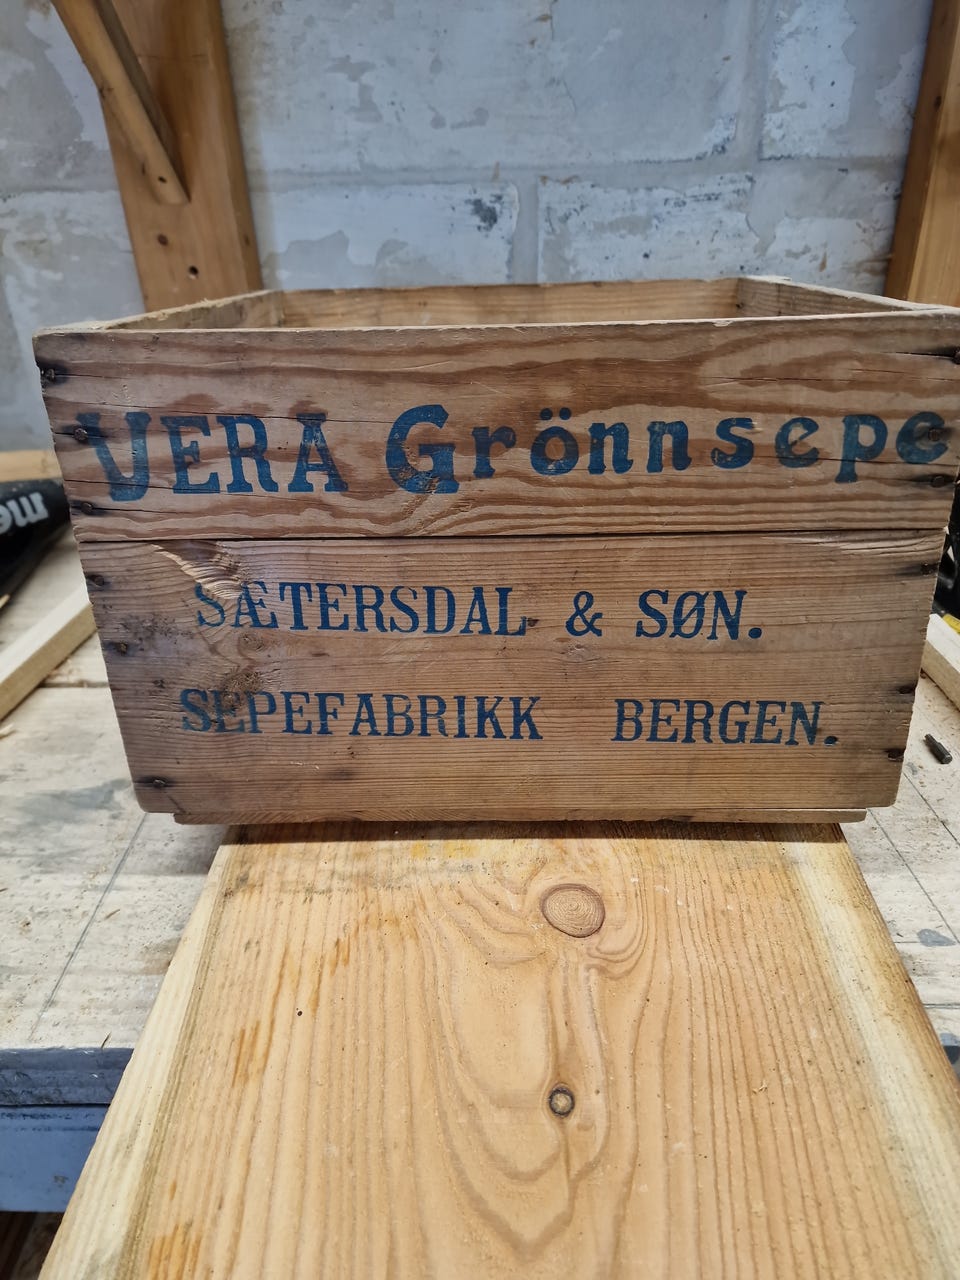 VERA Grönnsepe
SÆTERSDAL & SØN.
SEPEFABRIKK BERGEN.